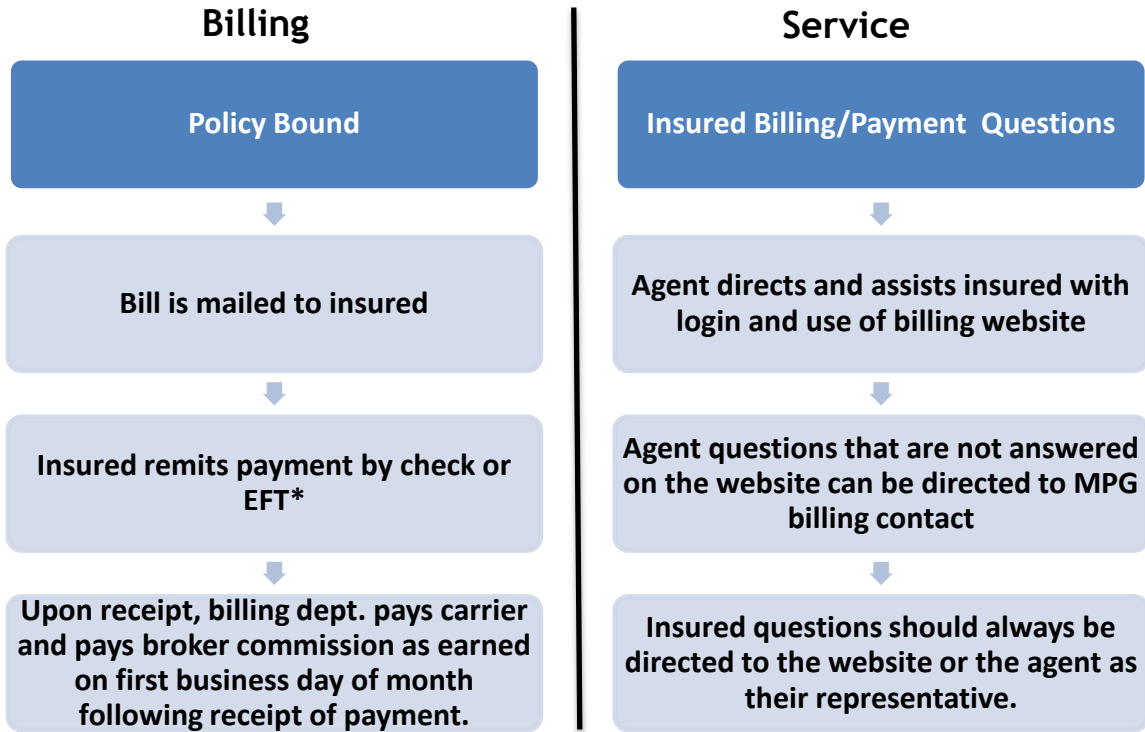 Billing
Policy Bound
Bill is mailed to insured
Insured remits payment by check or
EFT*
Upon receipt, billing dept. pays carrier
and pays broker commission as earned
on first business day of month
following receipt of payment.
Service
Insured Billing/Payment Questions
Agent directs and assists insured with
login and use of billing website
Agent questions that are not answered
on the website can be directed to MPG
billing contact
Insured questions should always be
directed to the website or the agent as
their representative.